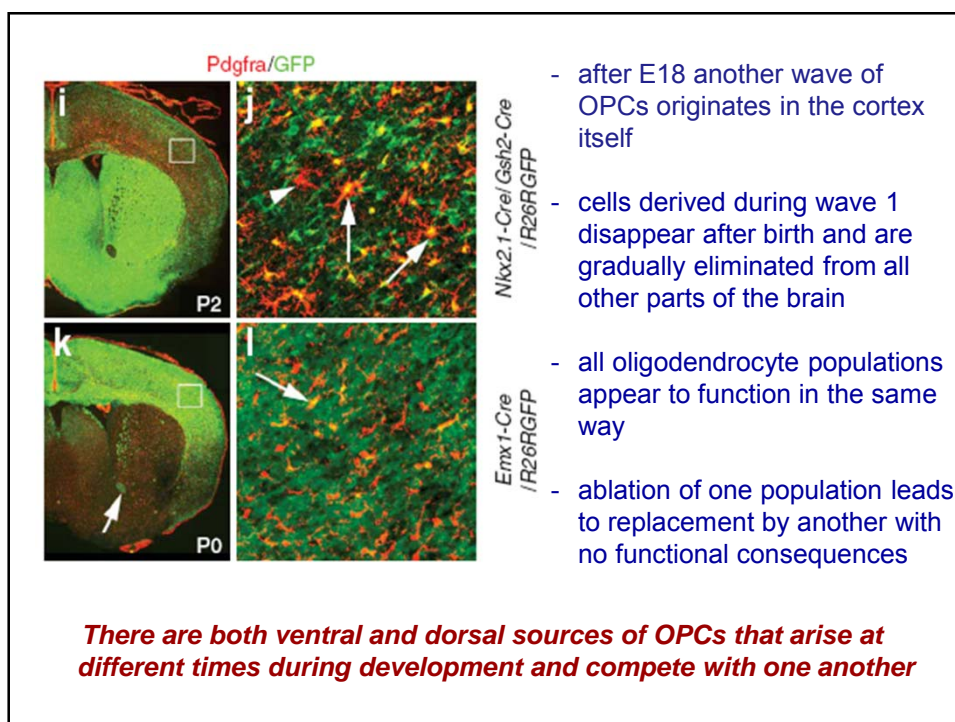 Pdgfra/GFP
i
P2
j
Nkx2.1-Cre/Gsh2-Cre
/R26RGFP
k
P0
l
Emx1-Cre
/R26RGFP
- after E18 another wave of
OPCs originates in the cortex
itself
- cells derived during wave 1
disappear after birth and are
gradually eliminated from all
other parts of the brain
- all oligodendrocyte populations
appear to function in the same
way
- ablation of one population leads
to replacement by another with
no functional consequences
There are both ventral and dorsal sources of OPCs that arise at
different times during development and compete with one another